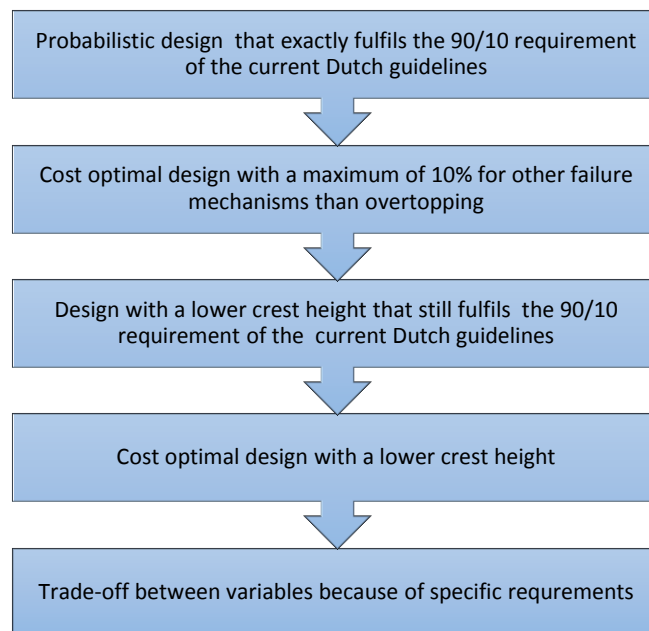 Probabilistic design that exactly fulfils the 90/10 requirement
of the current Dutch guidelines
Cost optimal design with a maximum of 10% for other failure
mechanisms than overtopping
Design with a lower crest height that still fulfils the 90/10
requirement of the current Dutch guidelines
Cost optimal design with a lower crest height
Trade-off between variables because of specific requrements